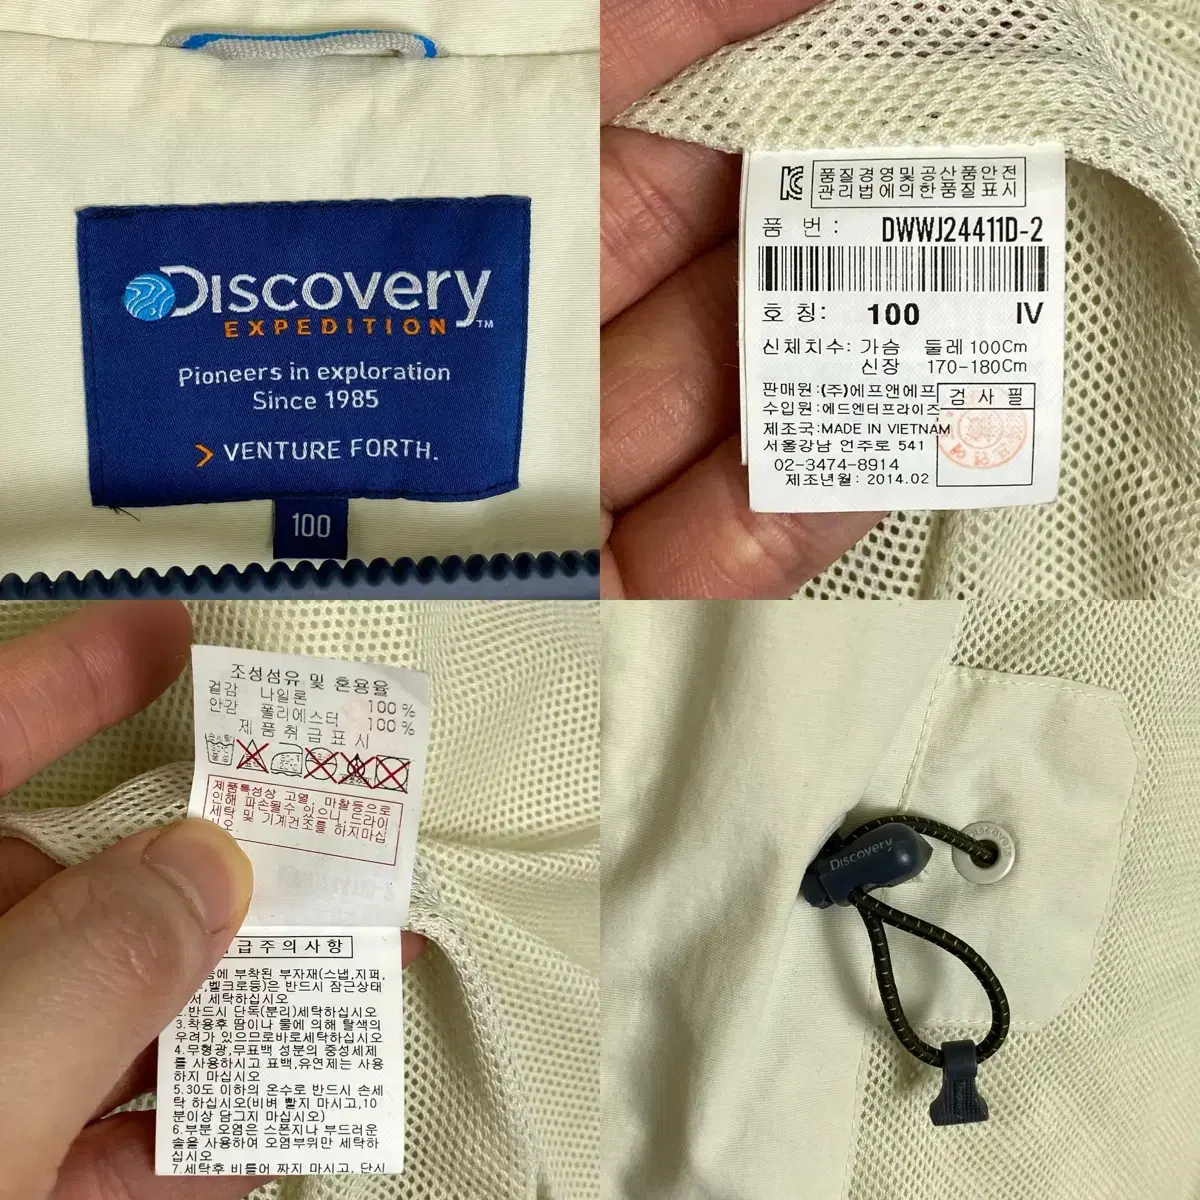 Discovery
EXPEDITION™
Pioneers in exploration
Since 1985
VENTURE FORTH.
100
품질경영및공산품안전
관리법에의한품질표시
품 번 : DWWJ24411D-2
호 칭: 100 IV
신체치수: 가슴 둘레 100Cm
신장 170-180Cm
판매원:(주)에프앤에프
검 사 필
수입원:에드엔터프라이즈
제조국:MADE IN VIETNAM
서울강남 언주로 541
02-3474-8914
제조년월: 2014.02
조성섬유 및 혼용율
겉감 나일론 100 %
안감 폴리에스터 100 %
제 품 취 급 표 시
제품특성상 고열, 마찰등으로
인해 파손될수 있으니,드라이
세탁 및 기계건조를 하지마십
시오
급 주 의 사 항
에 부착된 부자재(스냅,지퍼,
벨크로등)은 반드시 잠근상태
서 세탁하십시오
2.반드시 단독(분리)세탁하십시오
3.착용후 땀이나 물에 의해 탈색의
우려가 있으므로바로세탁하십시오
4.무형광,무표백 성분의 중성세제
를 사용하시고 표백,유연제는 사용
하지 마십시오
5.30도 이하의 온수로 반드시 손세
탁 하십시오(비벼 빨지 마시고,10
분이상 담그지 마십시오)
6.부분 오염은 스폰지나 부드러운
솔을 사용하여 오염부위만 세탁하
십시오
7.세탁후 비틀어 짜지 마시고, 단시
Discovery
DISCOVERY